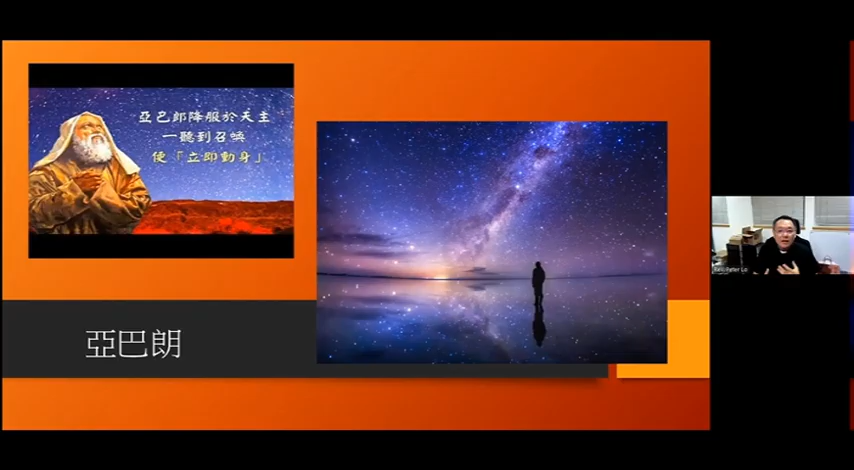 亞巴郎降服於天主
一聽到召喚
便「立即動身」
亞巴朗